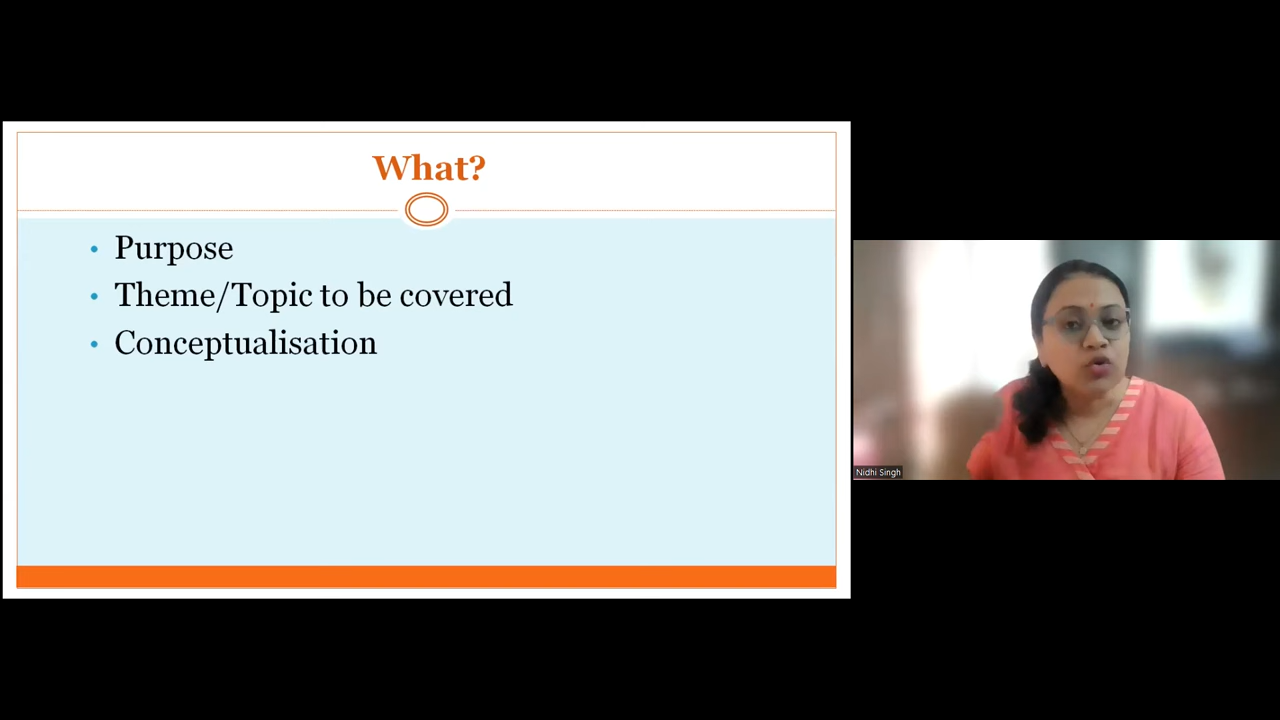 What?
• Purpose
• Theme/Topic to be covered
• Conceptualisation
Nidhi Singh